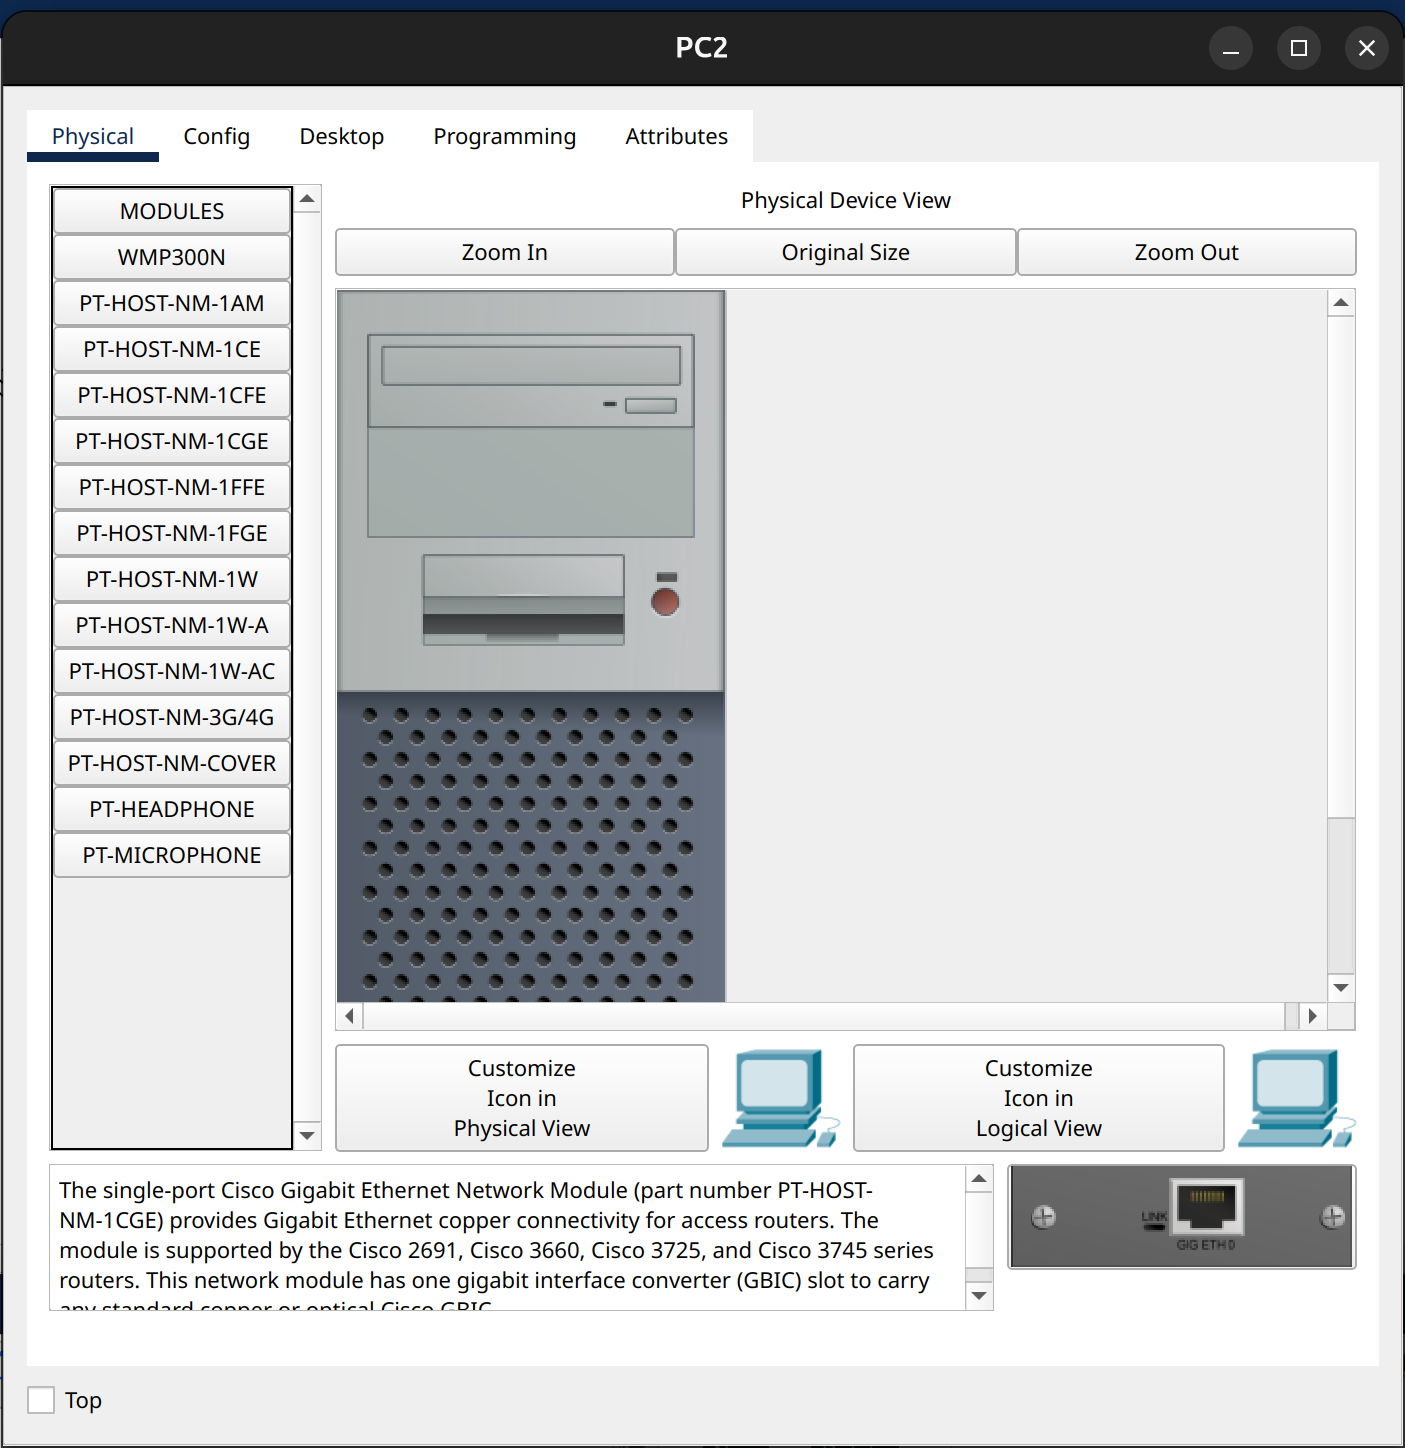 PC2
Physical
Config
Desktop
Programming
Attributes
MODULES
WMP300N
PT-HOST-NM-1AM
PT-HOST-NM-1CE
PT-HOST-NM-1CFE
PT-HOST-NM-1CGE
PT-HOST-NM-1FFE
PT-HOST-NM-1FGE
PT-HOST-NM-1W
PT-HOST-NM-1W-A
PT-HOST-NM-1W-AC
PT-HOST-NM-3G/4G
PT-HOST-NM-COVER
PT-HEADPHONE
PT-MICROPHONE
Physical Device View
Zoom In
Original Size
Zoom Out
Customize
Icon in
Physical View
Customize
Icon in
Logical View
The single-port Cisco Gigabit Ethernet Network Module (part number PT-HOST-
NM-1CGE) provides Gigabit Ethernet copper connectivity for access routers. The
module is supported by the Cisco 2691, Cisco 3660, Cisco 3725, and Cisco 3745 series
routers. This network module has one gigabit interface converter (GBIC) slot to carry
any standard copper or optical Cisco GBIC
LINK
GIG ETH 0
Top